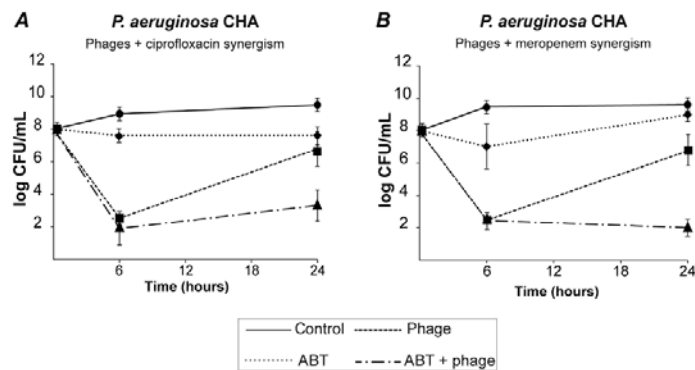 A
P. aeruginosa CHA
Phages + ciprofloxacin synergism
log CFU/mL
12
10
8
6
4
2
6
12
18
24
Time (hours)
B
P. aeruginosa CHA
Phages + meropenem synergism
log CFU/mL
12
10
8
6
4
2
6
12
18
24
Time (hours)
Control
Phage
ABT
ABT + phage